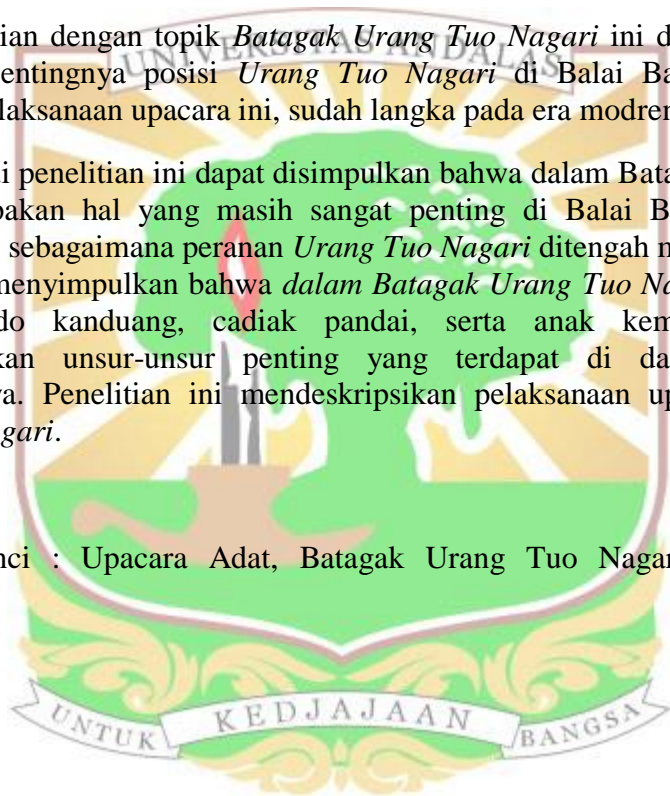 ian dengan topik Batagak Urang Tuo Nagari ini d
UNIVERSITAS ANDALAS
entingnya posisi Urang Tuo Nagari di Balai Ba
laksanaan upacara ini, sudah langka pada era modren
i penelitian ini dapat disimpulkan bahwa dalam Bata
pakan hal yang masih sangat penting di Balai B
sebagaimana peranan Urang Tuo Nagari ditengah m
menyimpulkan bahwa dalam Batagak Urang Tuo Na
do kanduang, cadiak pandai, serta anak kem
kan unsur-unsur penting yang terdapat di da
ya. Penelitian ini mendeskripsikan pelaksanaan up
gari.
nci : Upacara Adat, Batagak Urang Tuo Nagar
UNTUK KEDJAJAAN BANGSA